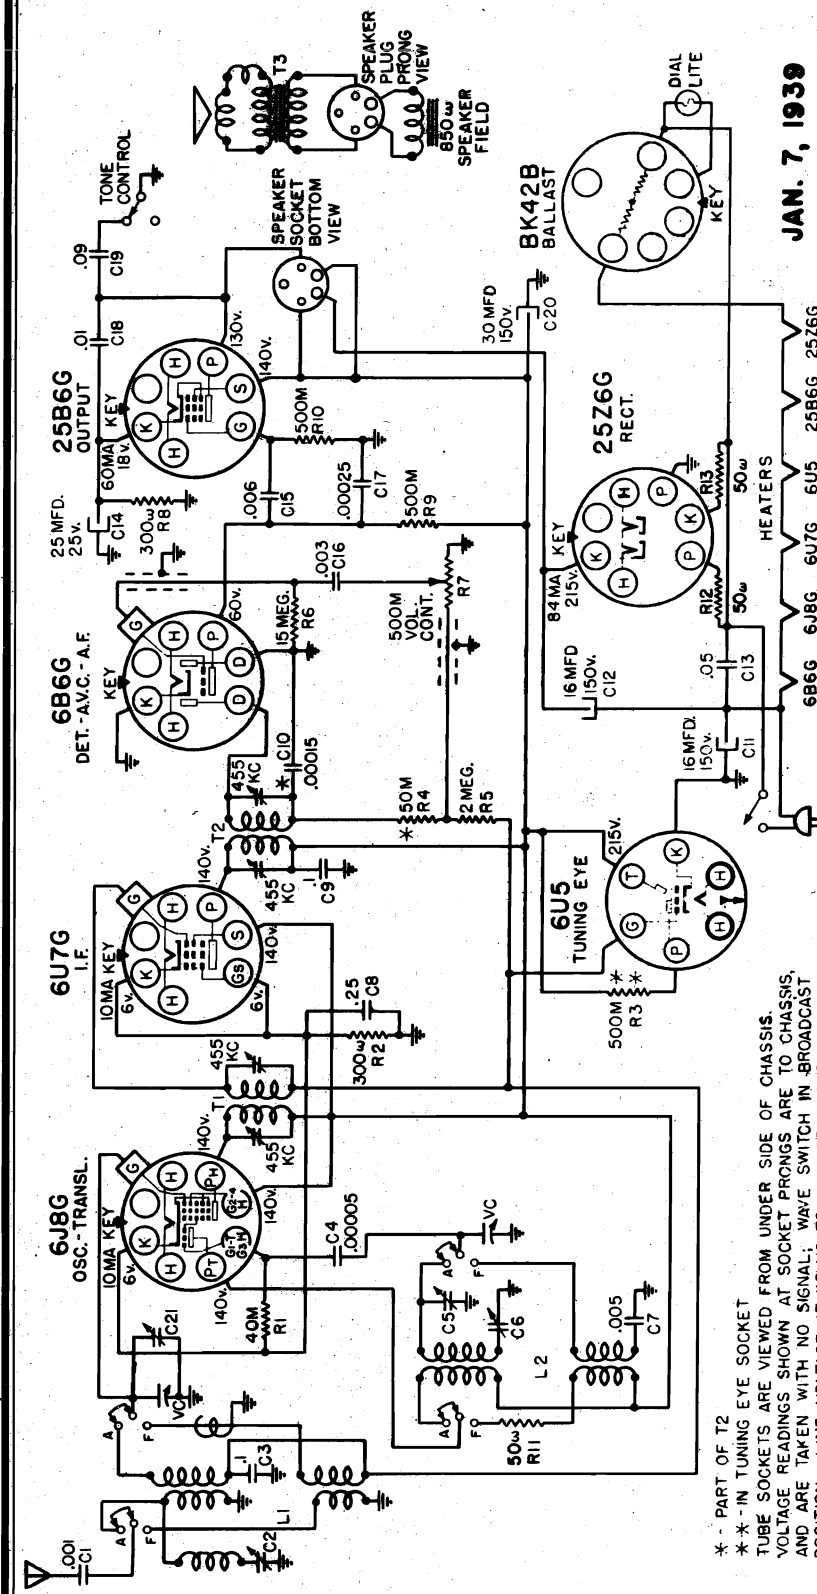 6J8G
OSC.-TRANSL.
6U7G
I.F.
6B6G
DET.-A.V.C.-A.F.
25B6G
OUTPUT
TONE
CONTROL
T3
SPEAKER
PLUG
PRONG
VIEW
850ω
SPEAKER
FIELD
SPEAKER
SOCKET
BOTTOM
VIEW
.001
C1
A
F
L1
C2
.1
C3
A
F
VC
C21
10MA KEY
6v.
K
G
H
H
PH
PT
G1-T
G3H
G2-4
H
140v.
140v.
140v.
40M
R1
C4
.00005
VC
T1
455
KC
455
KC
10MA KEY
6v.
K
G
H
H
P
S
GS
6v.
140v.
140v.
300ω
R2
.25
C8
T2
455
KC
455
KC
.1
C9
* C10
.00015
KEY
K
G
H
H
P
D
D
60v.
15 MEG.
R6
.003
C16
500M
VOL.
CONT.
R7
* 50M
R4
2 MEG.
R5
25 MFD.
25v.
C14
300ω
R8
60MA
18v.
KEY
K
H
H
P
S
G
130v.
140v.
.01
C18
.09
C19
.006
C15
500M
R10
.00025
C17
500M
R9
A
F
50ω
R11
L2
C5
C6
A
F
.005
C7
6U5
TUNING EYE
215v.
G
T
P
K
H
H
500M **
R3
16 MFD.
150v.
C11
16 MFD
150v.
C12
.05
C13
84MA
215v.
KEY
25Z6G
RECT.
K
H
H
P
K
P
R12
50ω
R13
50ω
30 MFD
150v.
C20
BK42B
BALLAST
KEY
DIAL
LITE
HEATERS
6B6G 6J8G 6U7G 6U5 25B6G 25Z6G
JAN. 7, 1939
* - PART OF T2
** - IN TUNING EYE SOCKET
TUBE SOCKETS ARE VIEWED FROM UNDER SIDE OF CHASSIS.
VOLTAGE READINGS SHOWN AT SOCKET PRONGS ARE TO CHASSIS,
AND ARE TAKEN WITH NO SIGNAL; WAVE SWITCH IN BROADCAST